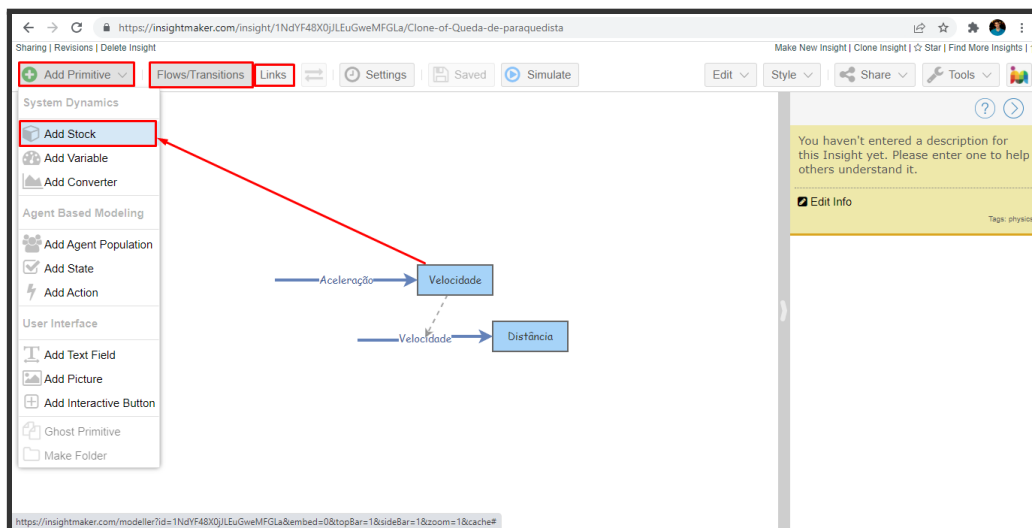 https://insightmaker.com/insight/1NdYF48X0jJLEuGweMFGLa/Clone-of-Queda-de-paraquedista
Sharing | Revisions | Delete Insight
Make New Insight | Clone Insight | ☆ Star | Find More Insights |
Add Primitive
Flows/Transitions
Links
Settings
Saved
Simulate
Edit
Style
Share
Tools
System Dynamics
Add Stock
Add Variable
Add Converter
Agent Based Modeling
Add Agent Population
Add State
Add Action
User Interface
Add Text Field
Add Picture
Add Interactive Button
Ghost Primitive
Make Folder
Aceleração
Velocidade
Velocidade
Distância
You haven't entered a description for
this Insight yet. Please enter one to help
others understand it.
Edit Info
Tags: physics
https://insightmaker.com/modeller?id=1NdYF48X0jJLEuGweMFGLa&embed=0&topBar=1&sideBar=1&zoom=1&cache#